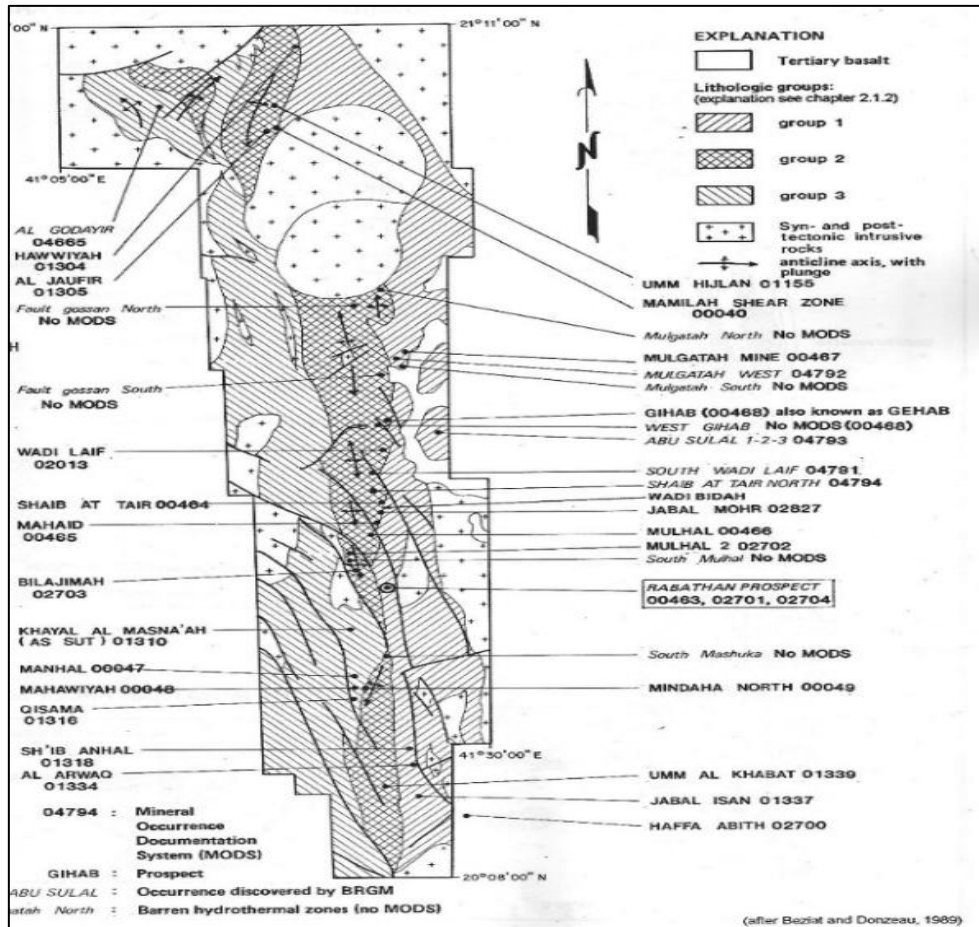 00″ N
21°11'00″ N
EXPLANATION
Tertiary basalt
Lithologic groups:
(explanation see chapter 2.1.2)
group 1
group 2
group 3
Syn- and post-
tectonic intrusive
rocks
anticline axis, with
plunge
N
41°05'00″ E
AL GODAYIR
04665
HAWWIYAH
01304
AL JAUFIR
01305
Fault gossan North
No MODS
H
Fault gossan South
No MODS
WADI LAIF
02013
SHAIB AT TAIR 00464
MAHAID
00465
BILAJIMAH
02703
KHAYAL AL MASNA'AH
(AS SUT) 01310
MANHAL 00047
MAHAWIYAH 00048
QISAMA
01316
SH'IB ANHAL
01318
AL ARWAQ
01334
UMM HIJLAN 01155
MAMILAH SHEAR ZONE
00040
Mulgatah North No MODS
MULGATAH MINE 00467
MULGATAH WEST 04792
Mulgatah South No MODS
GIHAB (00468) also known as GEHAB
WEST GIHAB No MODS (00468)
ABU SULAL 1-2-3 04793
SOUTH WADI LAIF 04791
SHAIB AT TAIR NORTH 04794
WADI BIDAH
JABAL MOHR 02827
MULHAL 00466
MULHAL 2 02702
South Mulhal No MODS
RABATHAN PROSPECT
00463, 02701, 02704
South Mashuka No MODS
MINDAHA NORTH 00049
41°30'00″ E
UMM AL KHABAT 01339
JABAL ISAN 01337
HAFFA ABITH 02700
20°08'00″ N
04794 : Mineral
Occurrence
Documentation
System (MODS)
GIHAB : Prospect
ABU SULAL : Occurrence discovered by BRGM
atah North : Barren hydrothermal zones (no MODS)
(after Beziat and Donzeau, 1989)